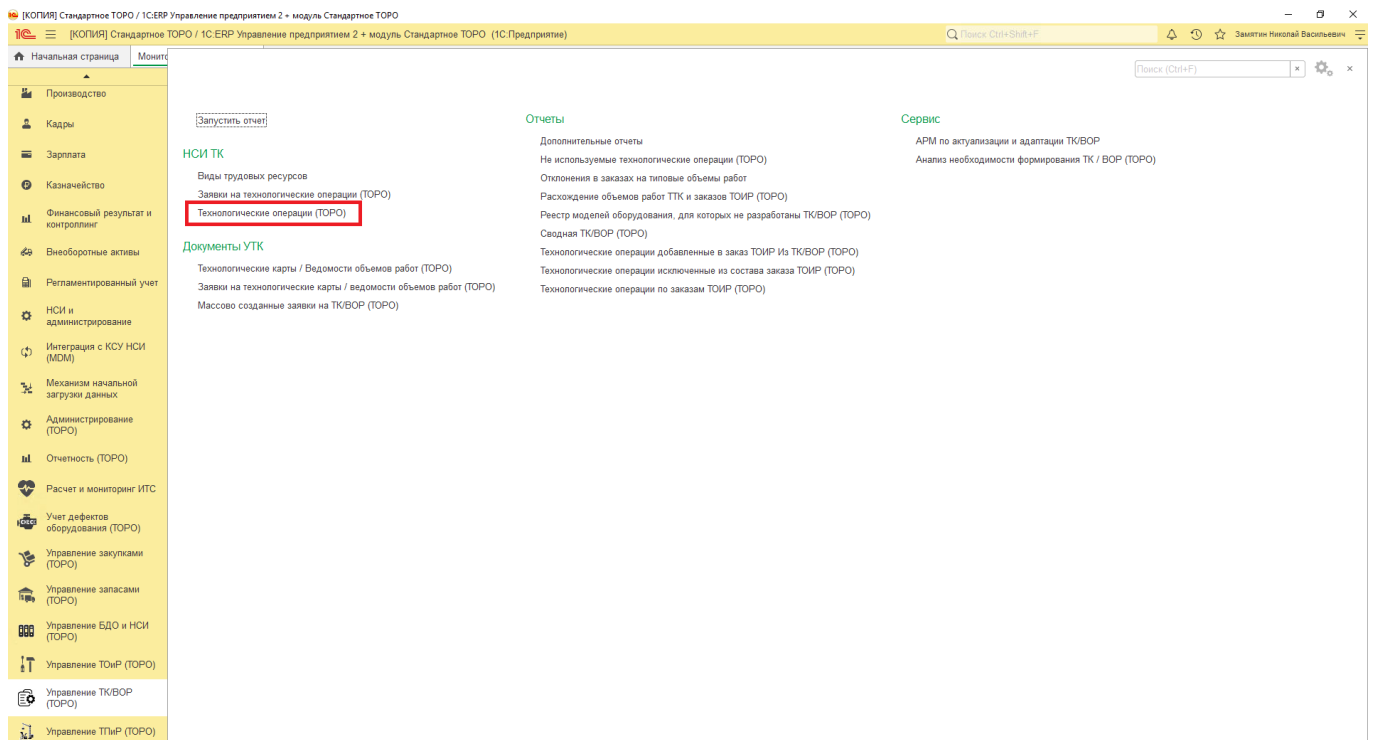 [КОПИЯ] Стандартное ТОРО / 1С:ERP Управление предприятием 2 + модуль Стандартное ТОРО
[КОПИЯ] Стандартное ТОРО / 1С:ERP Управление предприятием 2 + модуль Стандартное ТОРО (1С:Предприятие)
Поиск Ctrl+Shift+F
Замятин Николай Васильевич
Начальная страница
Монито
Поиск (Ctrl+F)
Производство
Кадры
Зарплата
Казначейство
Финансовый результат и
контроллинг
Внеоборотные активы
Регламентированный учет
НСИ и
администрирование
Интеграция с КСУ НСИ
(MDM)
Механизм начальной
загрузки данных
Администрирование
(ТОРО)
Отчетность (ТОРО)
Расчет и мониторинг ИТС
Учет дефектов
оборудования (ТОРО)
Управление закупками
(ТОРО)
Управление запасами
(ТОРО)
Управление БДО и НСИ
(ТОРО)
Управление ТОиР (ТОРО)
Управление ТК/ВОР
(ТОРО)
Управление ТПиР (ТОРО)
Запустить отчет
НСИ ТК
Виды трудовых ресурсов
Заявки на технологические операции (ТОРО)
Технологические операции (ТОРО)
Документы УТК
Технологические карты / Ведомости объемов работ (ТОРО)
Заявки на технологические карты / ведомости объемов работ (ТОРО)
Массово созданные заявки на ТК/ВОР (ТОРО)
Отчеты
Дополнительные отчеты
Не используемые технологические операции (ТОРО)
Отклонения в заказах на типовые объемы работ
Расхождение объемов работ ТТК и заказов ТОИР (ТОРО)
Реестр моделей оборудования, для которых не разработаны ТК/ВОР (ТОРО)
Сводная ТК/ВОР (ТОРО)
Технологические операции добавленные в заказ ТОИР Из ТК/ВОР (ТОРО)
Технологические операции исключенные из состава заказа ТОИР (ТОРО)
Технологические операции по заказам ТОИР (ТОРО)
Сервис
АРМ по актуализации и адаптации ТК/ВОР
Анализ необходимости формирования ТК / ВОР (ТОРО)